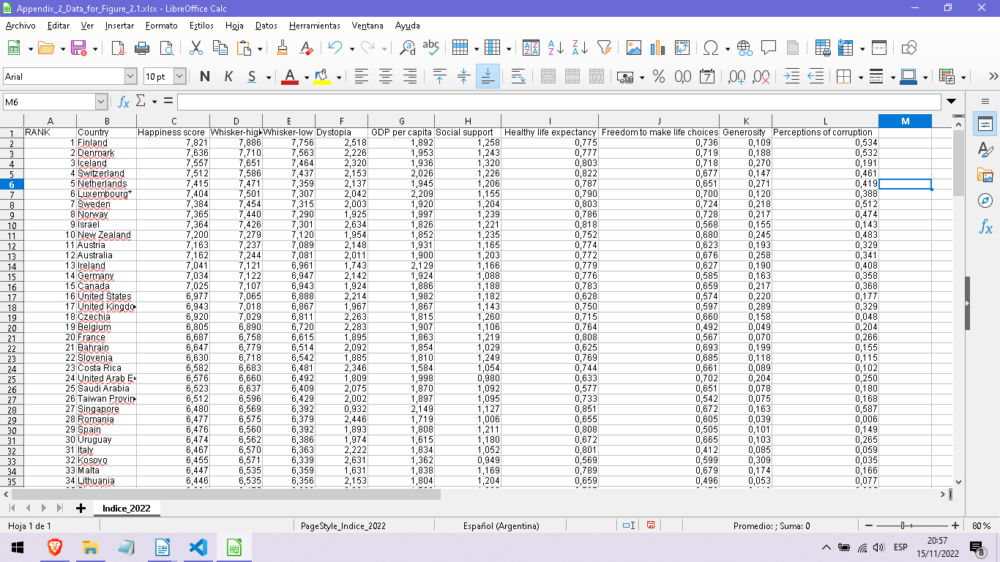 Appendix_2_Data_for_Figure_2.1.xlsx - LibreOffice Calc
Archivo Editar Ver Insertar Formato Estilos Hoja Datos Herramientas Ventana Ayuda
Arial 10 pt N K S
M6
A B C D E F G H I J K L M
1 RANK Country Happiness score Whisker-hig Whisker-low Dystopia GDP per capita Social support Healthy life expectancy Freedom to make life choices Generosity Perceptions of corruption
2 1 Finland 7,821 7,886 7,756 2,518 1,892 1,258 0,775 0,736 0,109 0,534
3 2 Denmark 7,636 7,710 7,563 2,226 1,953 1,243 0,777 0,719 0,188 0,532
4 3 Iceland 7,557 7,651 7,464 2,320 1,936 1,320 0,803 0,718 0,270 0,191
5 4 Switzerland 7,512 7,586 7,437 2,153 2,026 1,226 0,822 0,677 0,147 0,461
6 5 Netherlands 7,415 7,471 7,359 2,137 1,945 1,206 0,787 0,651 0,271 0,419
7 6 Luxembourg* 7,404 7,501 7,307 2,042 2,209 1,155 0,790 0,700 0,120 0,388
8 7 Sweden 7,384 7,454 7,315 2,003 1,920 1,204 0,803 0,724 0,218 0,512
9 8 Norway 7,365 7,440 7,290 1,925 1,997 1,239 0,786 0,728 0,217 0,474
10 9 Israel 7,364 7,426 7,301 2,634 1,826 1,221 0,818 0,568 0,155 0,143
11 10 New Zealand 7,200 7,279 7,120 1,954 1,852 1,235 0,752 0,680 0,245 0,483
12 11 Austria 7,163 7,237 7,089 2,148 1,931 1,165 0,774 0,623 0,193 0,329
13 12 Australia 7,162 7,244 7,081 2,011 1,900 1,203 0,772 0,676 0,258 0,341
14 13 Ireland 7,041 7,121 6,961 1,743 2,129 1,166 0,779 0,627 0,190 0,408
15 14 Germany 7,034 7,122 6,947 2,142 1,924 1,088 0,776 0,585 0,163 0,358
16 15 Canada 7,025 7,107 6,943 1,924 1,886 1,188 0,783 0,659 0,217 0,368
17 16 United States 6,977 7,065 6,888 2,214 1,982 1,182 0,628 0,574 0,220 0,177
18 17 United Kingdo 6,943 7,018 6,867 1,967 1,867 1,143 0,750 0,597 0,289 0,329
19 18 Czechia 6,920 7,029 6,811 2,263 1,815 1,260 0,715 0,660 0,158 0,048
20 19 Belgium 6,805 6,890 6,720 2,283 1,907 1,106 0,764 0,492 0,049 0,204
21 20 France 6,687 6,758 6,615 1,895 1,863 1,219 0,808 0,567 0,070 0,266
22 21 Bahrain 6,647 6,779 6,514 2,092 1,854 1,029 0,625 0,693 0,199 0,155
23 22 Slovenia 6,630 6,718 6,542 1,885 1,810 1,249 0,769 0,685 0,118 0,115
24 23 Costa Rica 6,582 6,683 6,481 2,346 1,584 1,054 0,744 0,661 0,089 0,102
25 24 United Arab E 6,576 6,660 6,492 1,809 1,998 0,980 0,633 0,702 0,204 0,250
26 25 Saudi Arabia 6,523 6,637 6,409 2,075 1,870 1,092 0,577 0,651 0,078 0,180
27 26 Taiwan Provin 6,512 6,596 6,429 2,002 1,897 1,095 0,733 0,542 0,075 0,168
28 27 Singapore 6,480 6,569 6,392 0,932 2,149 1,127 0,851 0,672 0,163 0,587
29 28 Romania 6,477 6,575 6,379 2,446 1,719 1,006 0,655 0,605 0,039 0,006
30 29 Spain 6,476 6,560 6,392 1,893 1,808 1,211 0,808 0,505 0,101 0,149
31 30 Uruguay 6,474 6,562 6,386 1,974 1,615 1,180 0,672 0,665 0,103 0,265
32 31 Italy 6,467 6,570 6,363 2,222 1,834 1,052 0,801 0,412 0,085 0,059
33 32 Kosovo 6,455 6,571 6,339 2,631 1,362 0,949 0,569 0,599 0,309 0,035
34 33 Malta 6,447 6,535 6,359 1,631 1,838 1,169 0,789 0,679 0,174 0,166
35 34 Lithuania 6,446 6,535 6,356 2,153 1,804 1,204 0,659 0,496 0,053 0,077
Indice_2022
Hoja 1 de 1 PageStyle_Indice_2022 Español (Argentina) Promedio: ; Suma: 0 80 %
ESP 20:57
15/11/2022 8